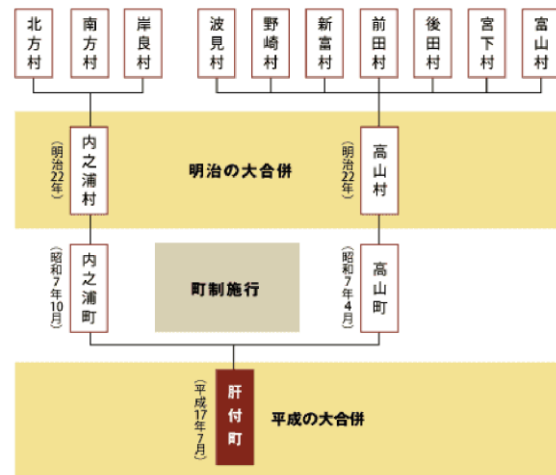 北方村
南方村
岸良村
波見村
野崎村
新富村
前田村
後田村
宮下村
富山村
内之浦村
（明治22年）
明治の大合併
高山村
（明治22年）
内之浦町
（昭和7年10月）
町制施行
高山町
（昭和7年4月）
肝付町
（平成17年7月）
平成の大合併